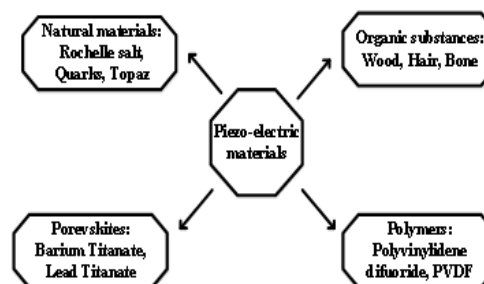 Natural materials:
Rochelle salt,
Quarks, Topaz
Organic substances:
Wood, Hair, Bone
Piezo-electric
materials
Porevskites:
Barium Titanate,
Lead Titanate
Polymers:
Polyvinylidene
difuoride, PVDF